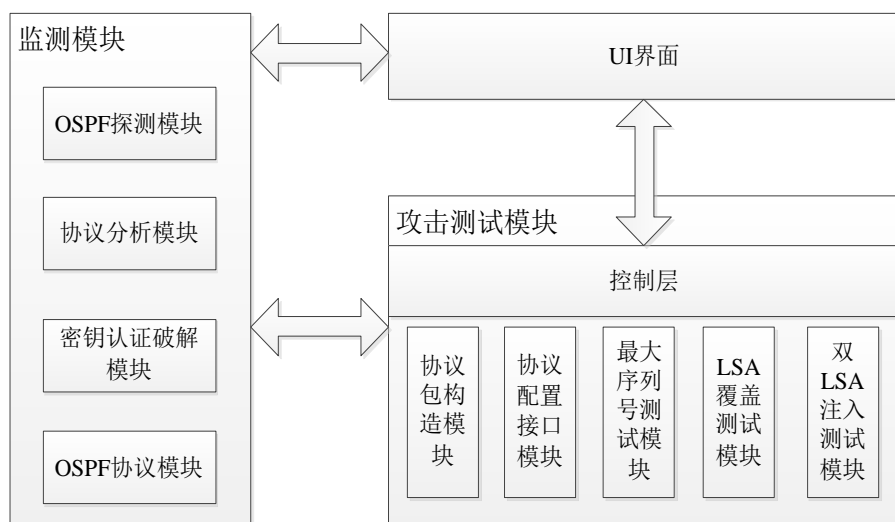 监测模块
OSPF探测模块
协议分析模块
密钥认证破解
模块
OSPF协议模块
UI界面
攻击测试模块
控制层
协议
包构
造模
块
协议
配置
接口
模块
最大
序列
号测
试模
块
LSA
覆盖
测试
模块
双
LSA
注入
测试
模块